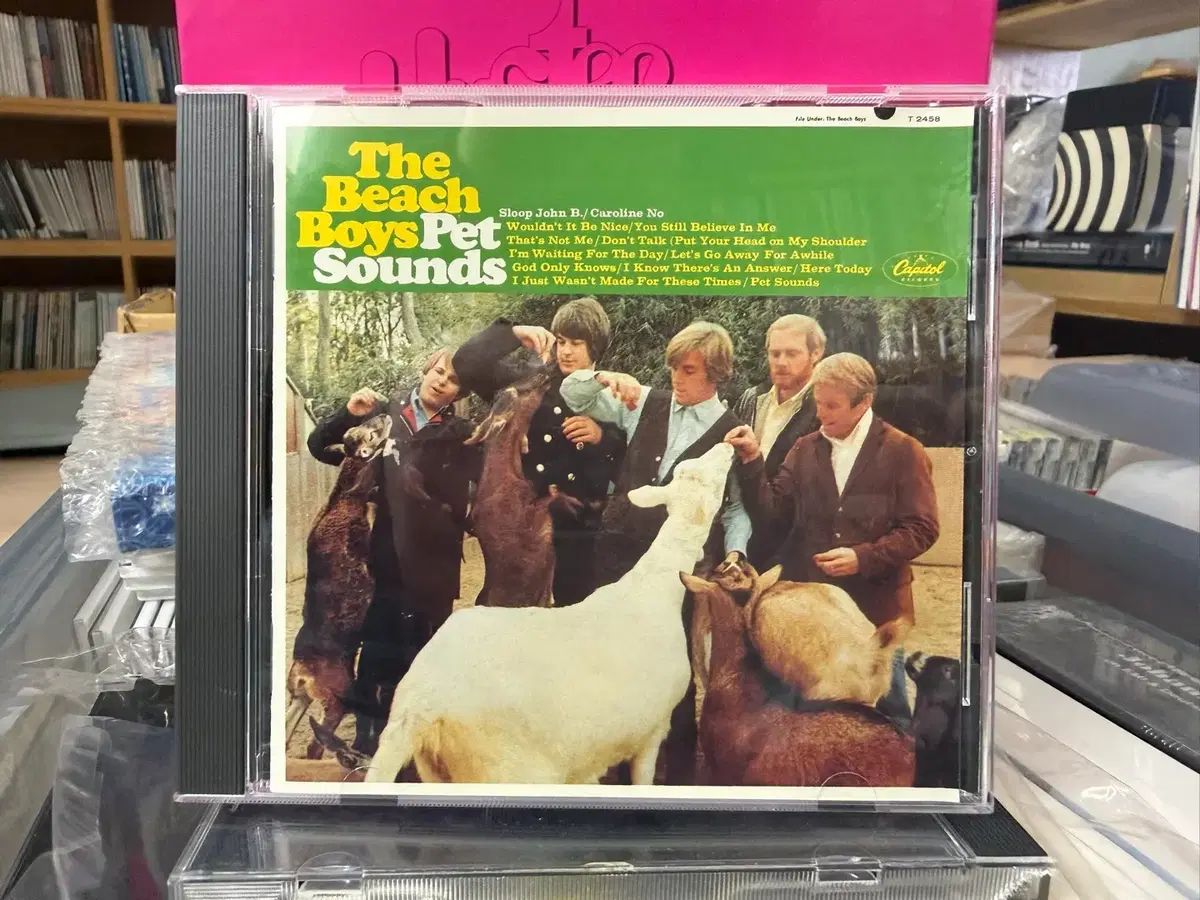 File Under: The Beach Boys T 2458
The
Beach
Boys Pet
Sounds
Sloop John B./Caroline No
Wouldn't It Be Nice/You Still Believe In Me
That's Not Me/Don't Talk (Put Your Head on My Shoulder
I'm Waiting For The Day/Let's Go Away For Awhile
God Only Knows/I Know There's An Answer/Here Today
I Just Wasn't Made For These Times/Pet Sounds
Capitol
RECORDS